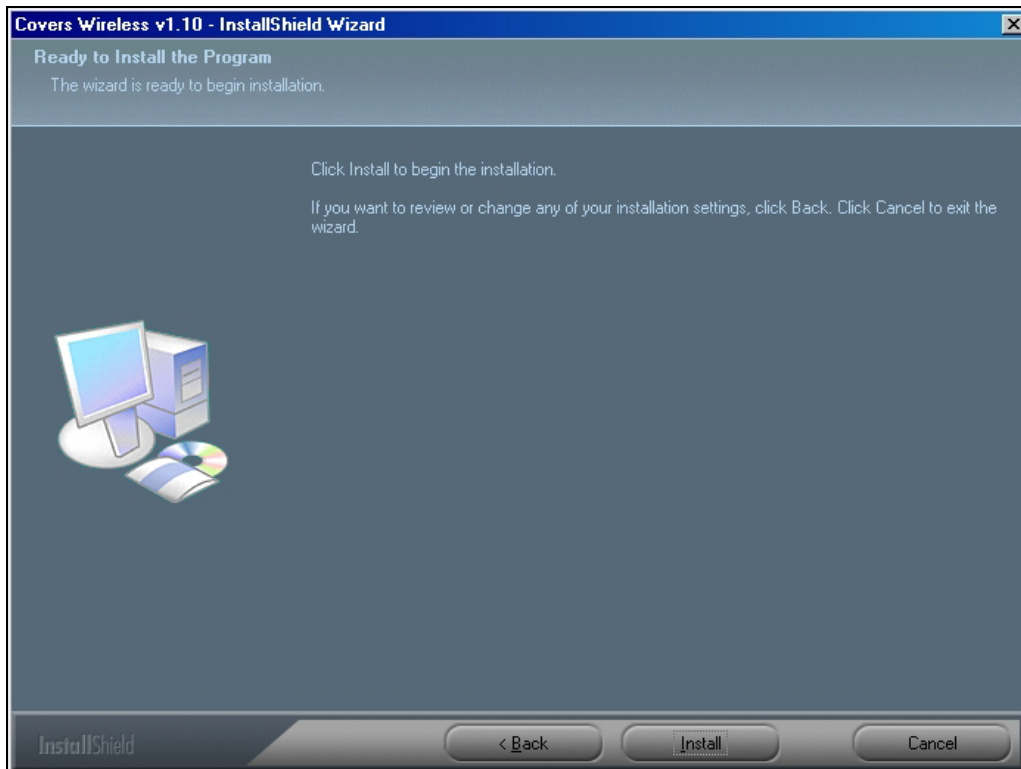 Covers Wireless v1.10 - InstallShield Wizard
Ready to Install the Program
The wizard is ready to begin installation.
Click Install to begin the installation.
If you want to review or change any of your installation settings, click Back. Click Cancel to exit the
wizard.
InstallShield
< Back
Install
Cancel